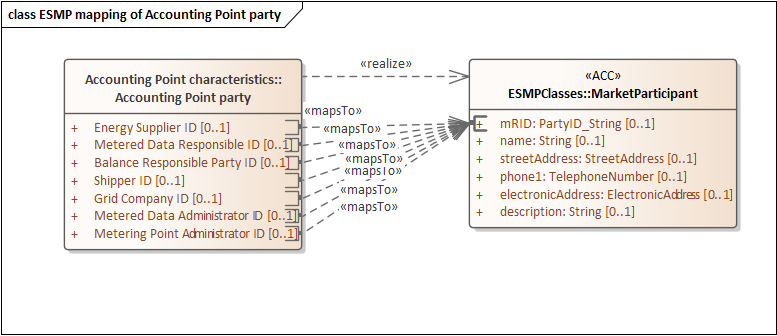 class ESMP mapping of Accounting Point party
«realize»
Accounting Point characteristics::
Accounting Point party
+ Energy Supplier ID [0..1]
+ Metered Data Responsible ID [0..1]
+ Balance Responsible Party ID [0..1]
+ Shipper ID [0..1]
+ Grid Company ID [0..1]
+ Metered Data Administrator ID [0..1]
+ Metering Point Administrator ID [0..1]
«mapsTo»
«mapsTo»
«mapsTo»
«mapsTo»
«mapsTo»
«mapsTo»
«mapsTo»
«ACC»
ESMPClasses::MarketParticipant
+ mRID: PartyID_String [0..1]
+ name: String [0..1]
+ streetAddress: StreetAddress [0..1]
+ phone1: TelephoneNumber [0..1]
+ electronicAddress: ElectronicAddress [0..1]
+ description: String [0..1]